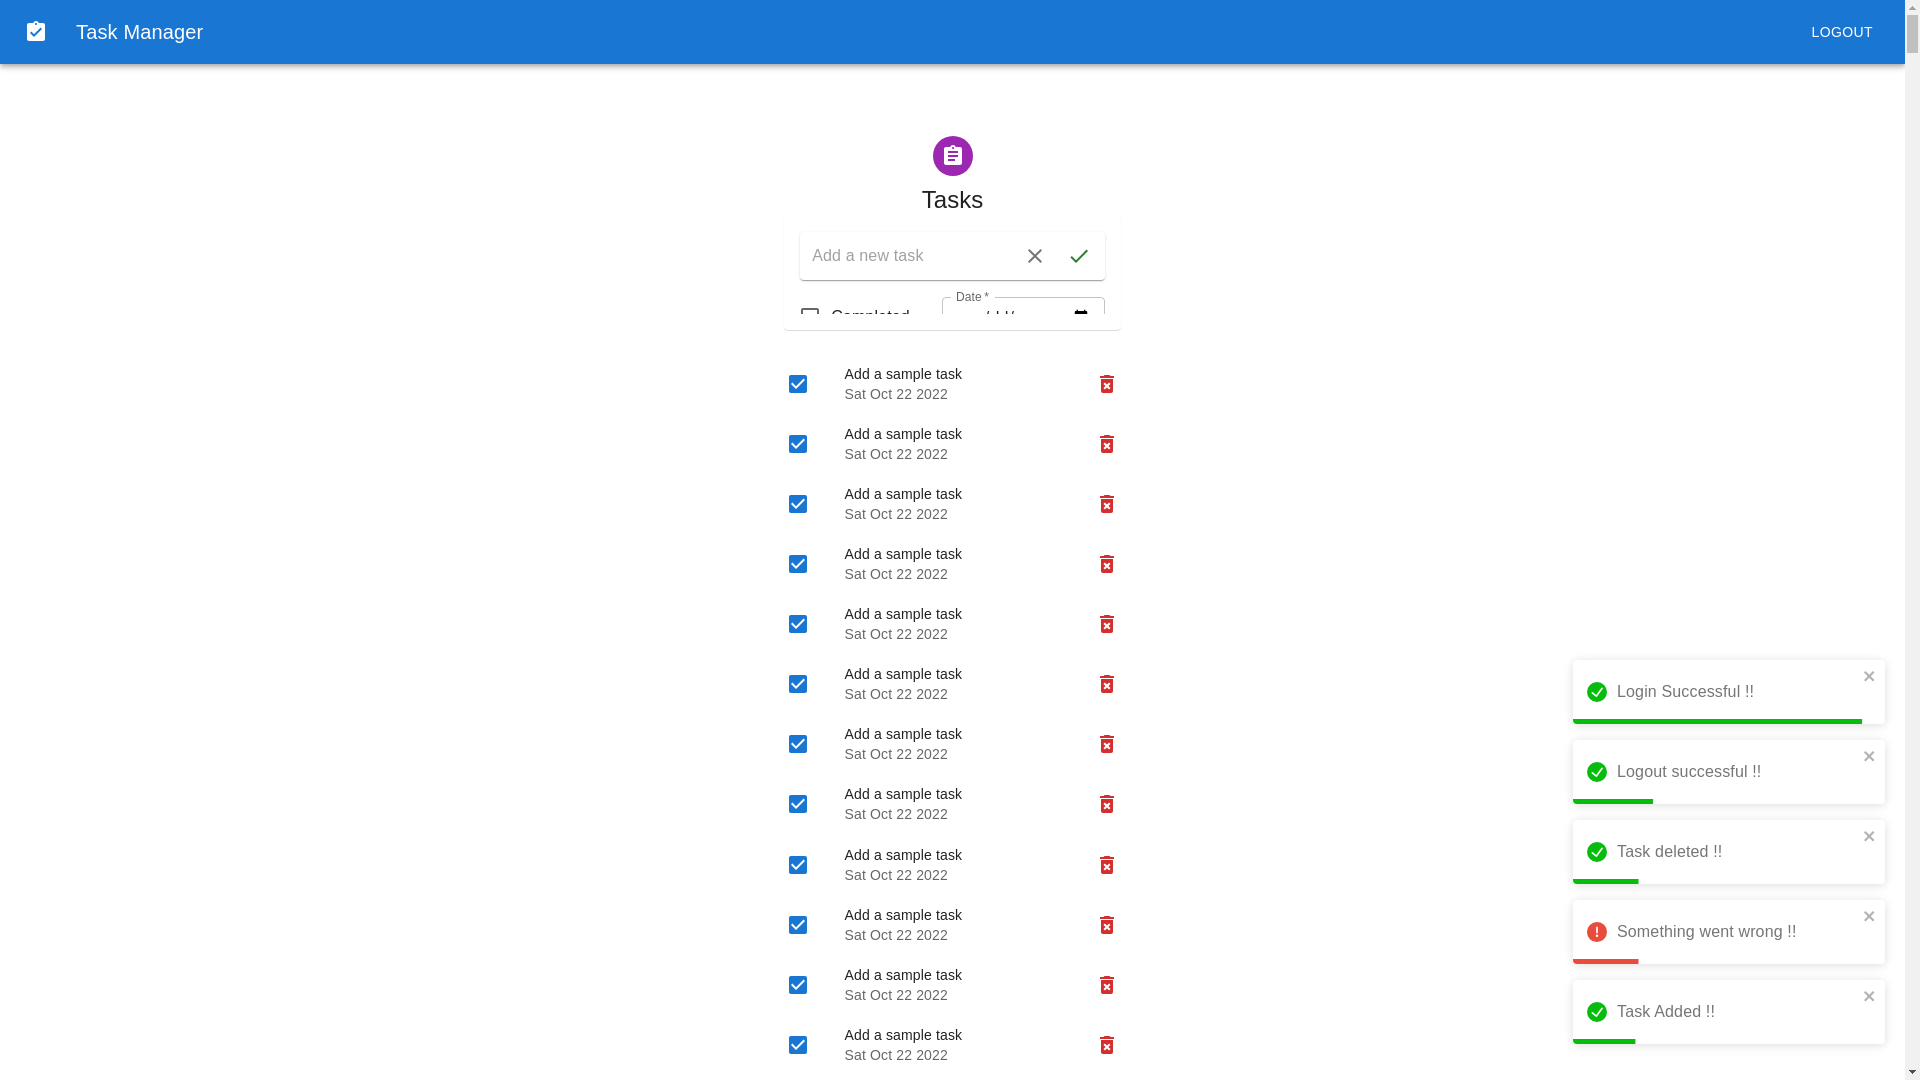 Task Manager
LOGOUT
Tasks
Add a new task
Date *
Completed
Add a sample task
Sat Oct 22 2022
Add a sample task
Sat Oct 22 2022
Add a sample task
Sat Oct 22 2022
Add a sample task
Sat Oct 22 2022
Add a sample task
Sat Oct 22 2022
Add a sample task
Sat Oct 22 2022
Add a sample task
Sat Oct 22 2022
Add a sample task
Sat Oct 22 2022
Add a sample task
Sat Oct 22 2022
Add a sample task
Sat Oct 22 2022
Add a sample task
Sat Oct 22 2022
Add a sample task
Sat Oct 22 2022
Login Successful !!
Logout successful !!
Task deleted !!
Something went wrong !!
Task Added !!